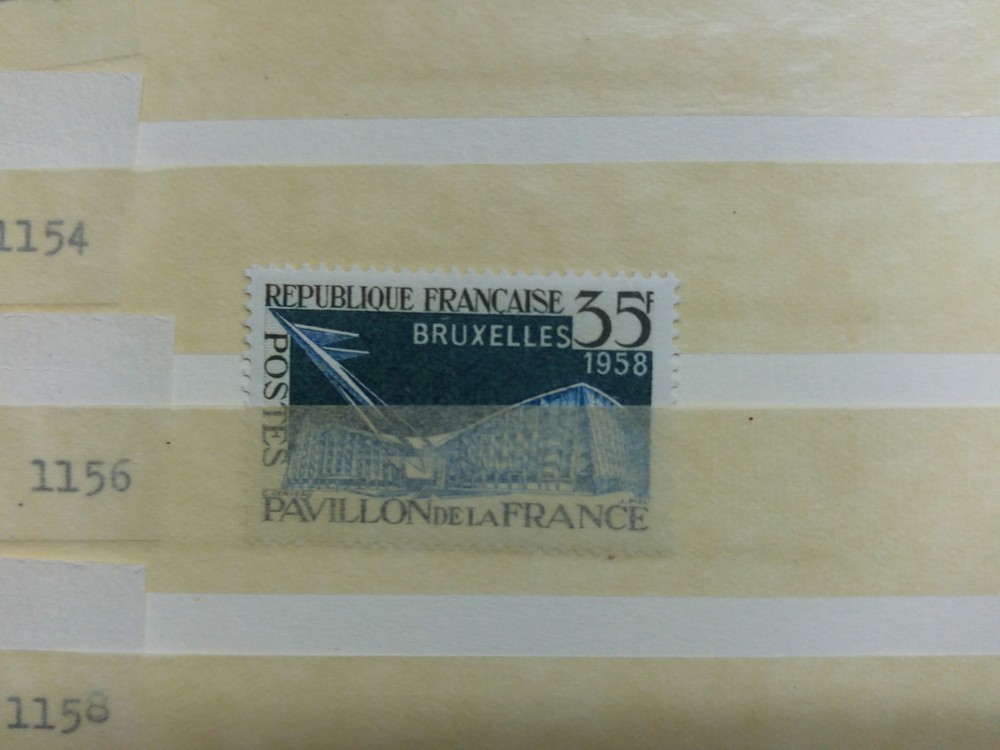 1154
REPUBLIQUE FRANÇAISE 35F
BRUXELLES
1958
POSTES
1156
PAVILLON DE LA FRANCE
1158